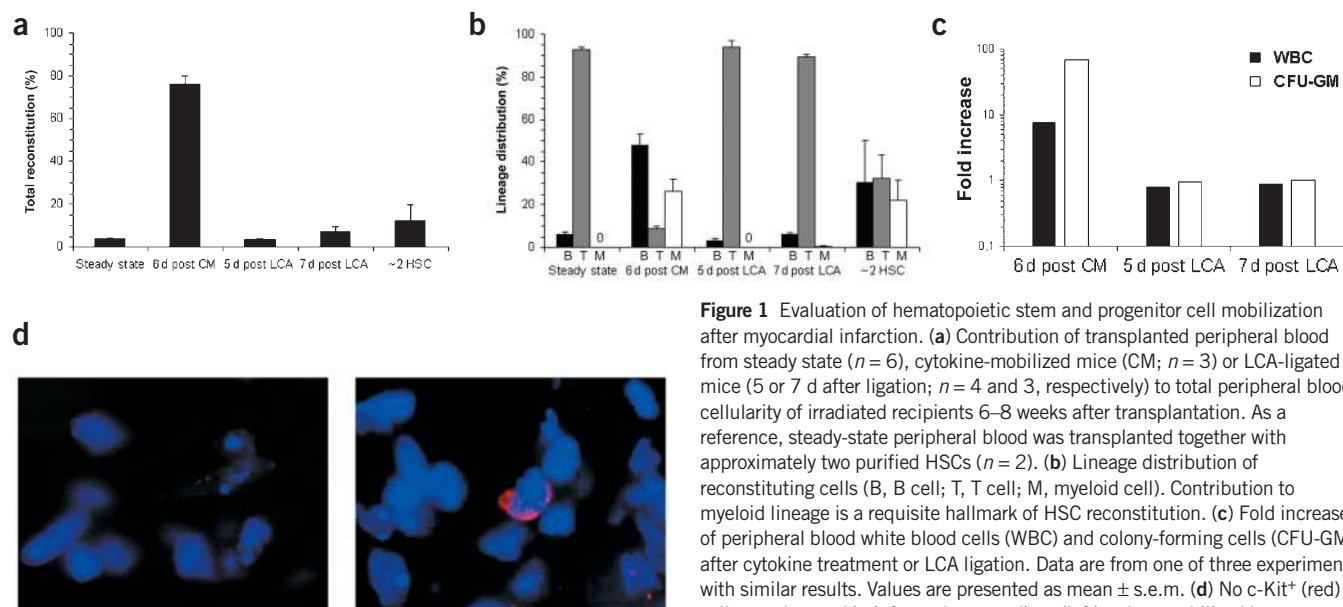 a
Total reconstitution (%)
100
80
60
40
20
0
Steady state 6 d post CM 5 d post LCA 7 d post LCA ~2 HSC
b
Lineage distribution (%)
100
80
60
40
20
0
0 0
B T M B T M B T M B T M B T M
Steady state 6 d post CM 5 d post LCA 7 d post LCA ~2 HSC
c
Fold increase
100
10
1
0.1
WBC
CFU-GM
6 d post CM 5 d post LCA 7 d post LCA
d
Figure 1 Evaluation of hematopoietic stem and progenitor cell mobilization
after myocardial infarction. (a) Contribution of transplanted peripheral blood
from steady state (n = 6), cytokine-mobilized mice (CM; n = 3) or LCA-ligated
mice (5 or 7 d after ligation; n = 4 and 3, respectively) to total peripheral blood
cellularity of irradiated recipients 6–8 weeks after transplantation. As a
reference, steady-state peripheral blood was transplanted together with
approximately two purified HSCs (n = 2). (b) Lineage distribution of
reconstituting cells (B, B cell; T, T cell; M, myeloid cell). Contribution to
myeloid lineage is a requisite hallmark of HSC reconstitution. (c) Fold increase
of peripheral blood white blood cells (WBC) and colony-forming cells (CFU-GM
after cytokine treatment or LCA ligation. Data are from one of three experimen
with similar results. Values are presented as mean ± s.e.m. (d) No c-Kit+ (red)